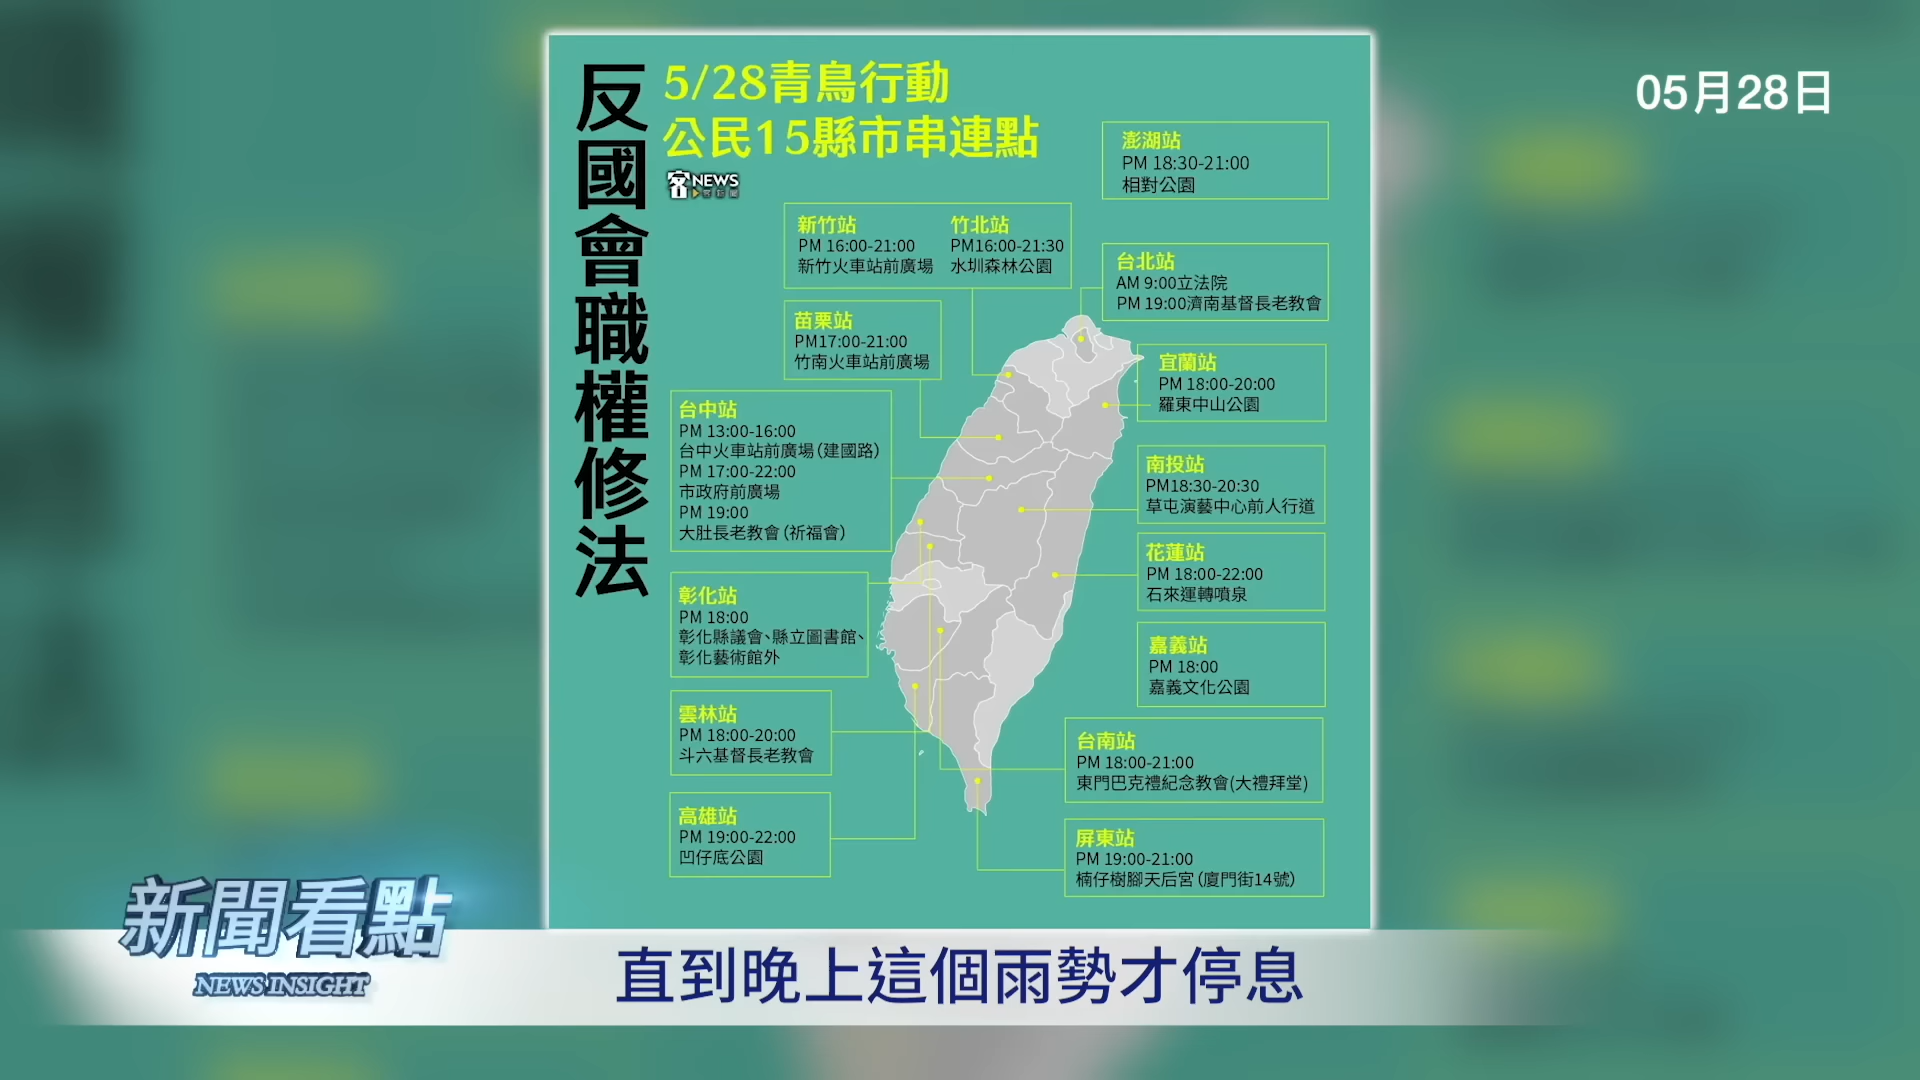 05月28日
反國會職權修法
5/28青鳥行動
公民15縣市串連點
客NEWS
客新聞
澎湖站
PM 18:30-21:00
相對公園
新竹站
PM 16:00-21:00
新竹火車站前廣場
竹北站
PM16:00-21:30
水圳森林公園
台北站
AM 9:00立法院
PM 19:00濟南基督長老教會
苗栗站
PM17:00-21:00
竹南火車站前廣場
宜蘭站
PM 18:00-20:00
羅東中山公園
台中站
PM 13:00-16:00
台中火車站前廣場(建國路)
PM 17:00-22:00
市政府前廣場
PM 19:00
大肚長老教會(祈福會)
南投站
PM18:30-20:30
草屯演藝中心前人行道
花蓮站
PM 18:00-22:00
石來運轉噴泉
彰化站
PM 18:00
彰化縣議會、縣立圖書館、
彰化藝術館外
嘉義站
PM 18:00
嘉義文化公園
雲林站
PM 18:00-20:00
斗六基督長老教會
台南站
PM 18:00-21:00
東門巴克禮紀念教會(大禮拜堂)
高雄站
PM 19:00-22:00
凹仔底公園
屏東站
PM 19:00-21:00
楠仔樹腳天后宮(廈門街14號)
新聞看點
NEWS INSIGHT
直到晚上這個雨勢才停息